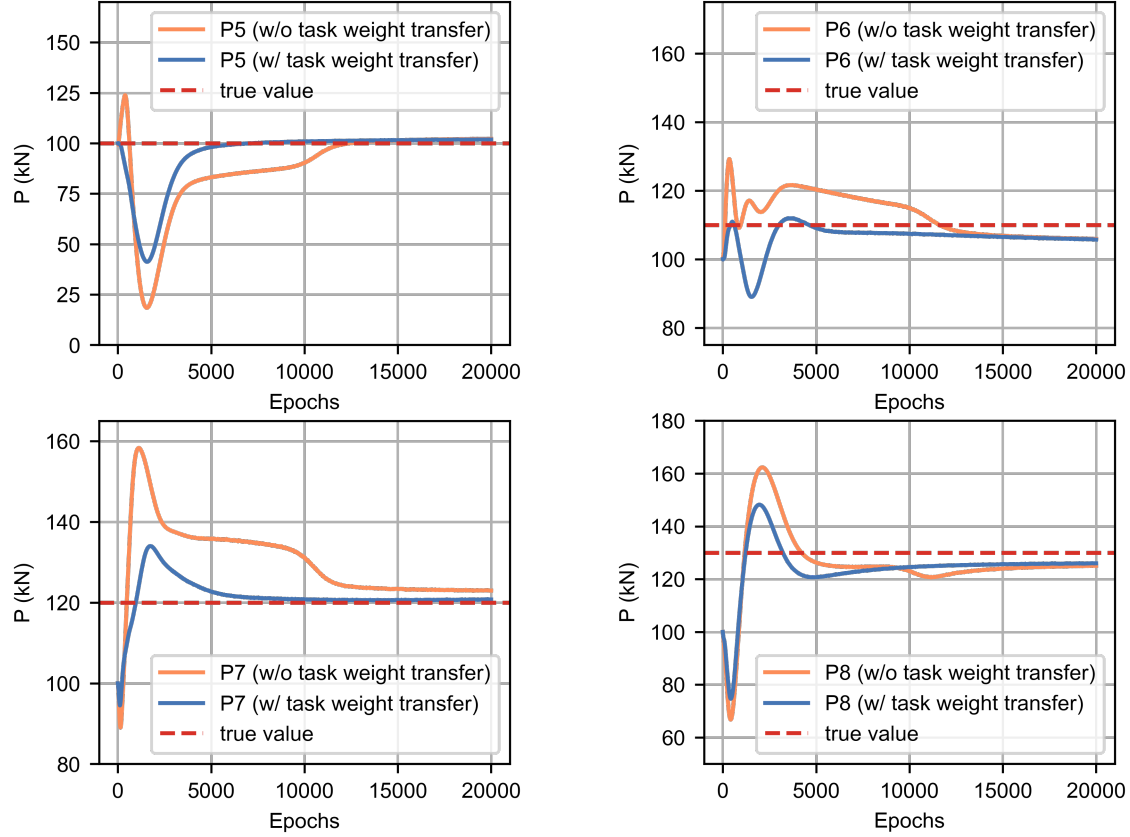 P5 (w/o task weight transfer)
P5 (w/ task weight transfer)
true value
150
125
100
75
50
25
0
P (kN)
0 5000 10000 15000 20000
Epochs
P6 (w/o task weight transfer)
P6 (w/ task weight transfer)
true value
160
140
120
100
80
P (kN)
0 5000 10000 15000 20000
Epochs
160
140
120
100
80
P (kN)
P7 (w/o task weight transfer)
P7 (w/ task weight transfer)
true value
0 5000 10000 15000 20000
Epochs
180
160
140
120
100
80
60
P (kN)
P8 (w/o task weight transfer)
P8 (w/ task weight transfer)
true value
0 5000 10000 15000 20000
Epochs